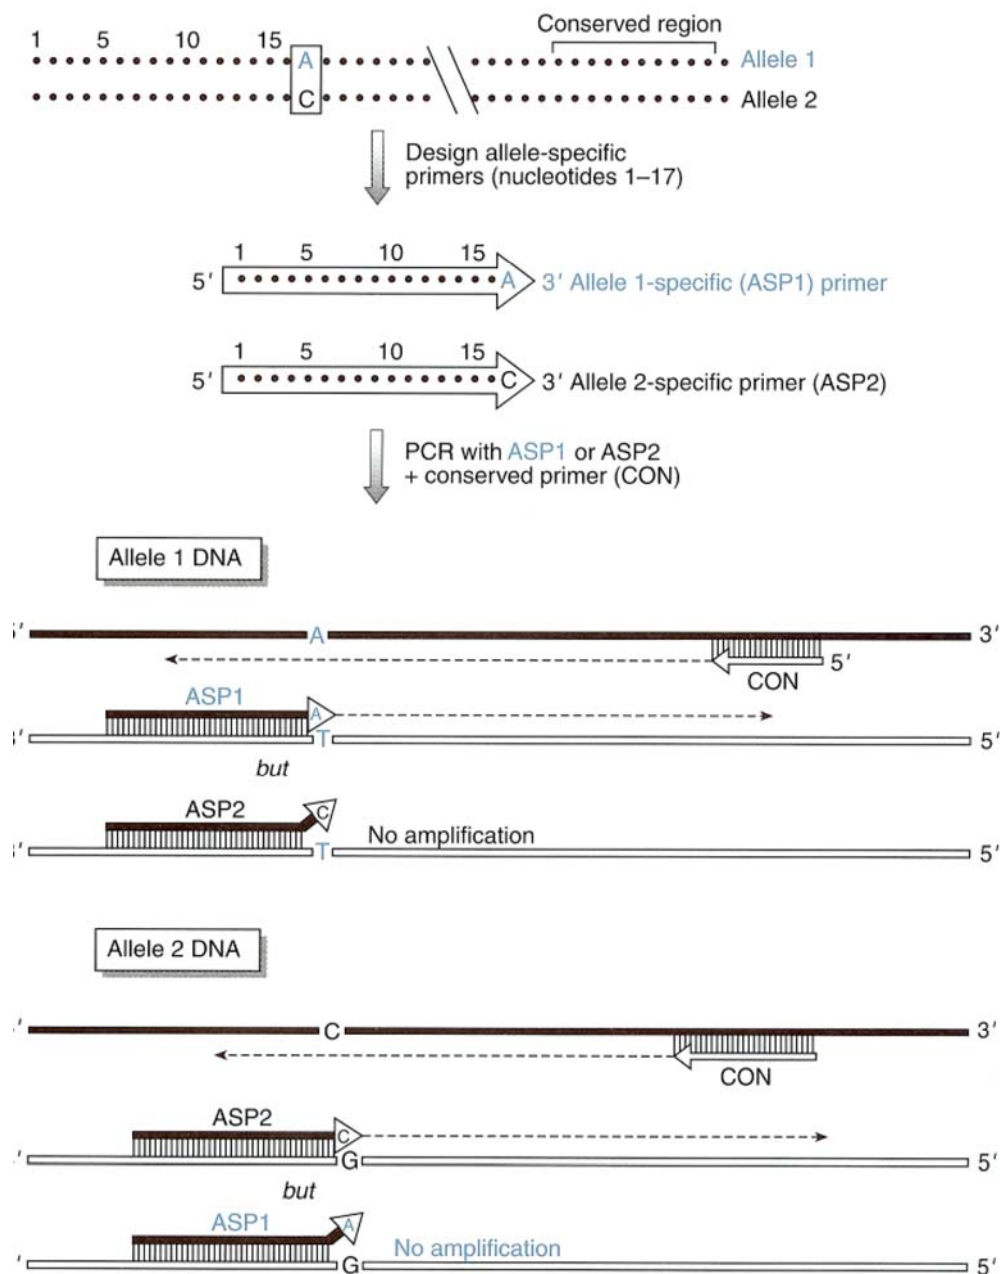 Conserved region
1 5 10 15
A Allele 1
C Allele 2
Design allele-specific
primers (nucleotides 1–17)
1 5 10 15
5′ A 3′ Allele 1-specific (ASP1) primer
1 5 10 15
5′ C 3′ Allele 2-specific primer (ASP2)
PCR with ASP1 or ASP2
+ conserved primer (CON)
Allele 1 DNA
A 3′
5′
CON
ASP1
A
T 5′
but
ASP2
C
No amplification
T 5′
Allele 2 DNA
C 3′
CON
ASP2
C
G 5′
but
ASP1
A
No amplification
G 5′